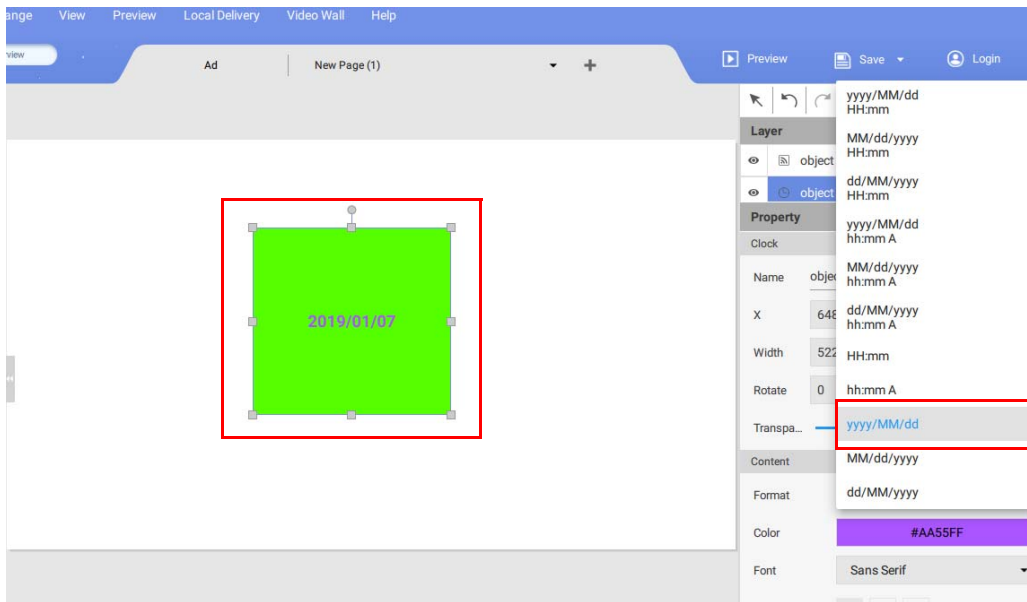 ange View Preview Local Delivery Video Wall Help
view
Ad New Page (1) + Preview Save Login
Layer
object
object
Property
Clock
Name objec
X 648
Width 522
Rotate 0
Transpa...
Content
Format
Color #AA55FF
Font Sans Serif
yyyy/MM/dd
HH:mm
MM/dd/yyyy
HH:mm
dd/MM/yyyy
HH:mm
yyyy/MM/dd
hh:mm A
MM/dd/yyyy
hh:mm A
dd/MM/yyyy
hh:mm A
HH:mm
hh:mm A
yyyy/MM/dd
MM/dd/yyyy
dd/MM/yyyy
2019/01/07